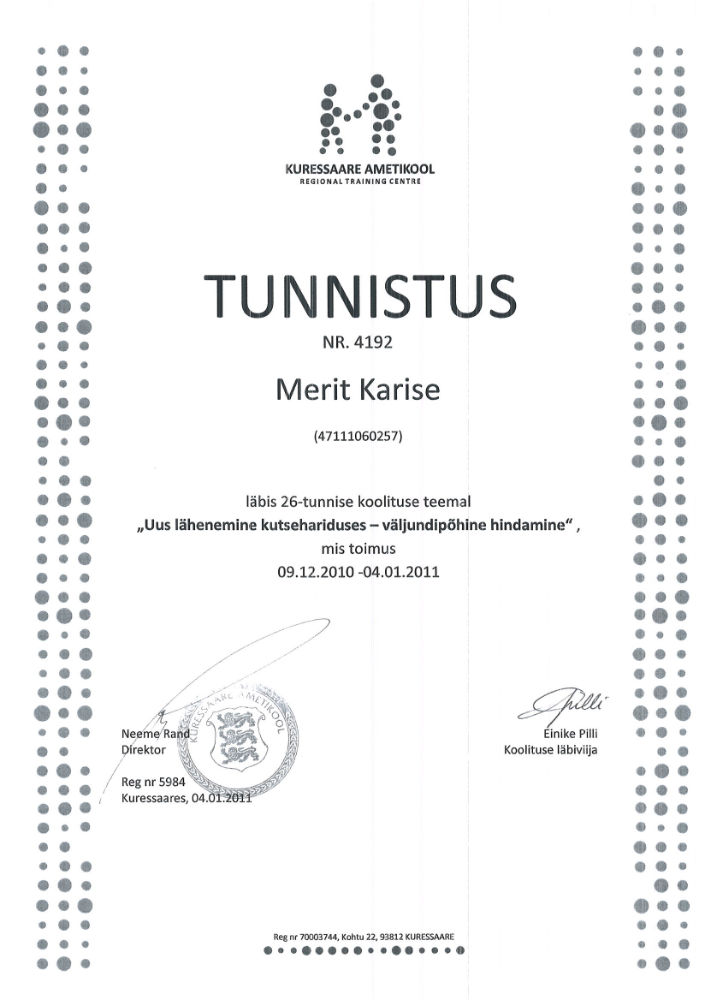 KURESSAARE AMETIKOOL
REGIONAL TRAINING CENTRE
TUNNISTUS
NR. 4192
Merit Karise
(47111060257)
läbis 26-tunnise koolituse teemal
„Uus lähenemine kutsehariduses – väljundipõhine hindamine“ ,
mis toimus
09.12.2010 -04.01.2011
KURESSAARE AMETIKOOL
Pilli
Neeme Rand
Direktor
Einike Pilli
Koolituse läbiviija
Reg nr 5984
Kuressaares, 04.01.2011
Reg nr 70003744, Kohtu 22, 93812 KURESSAARE